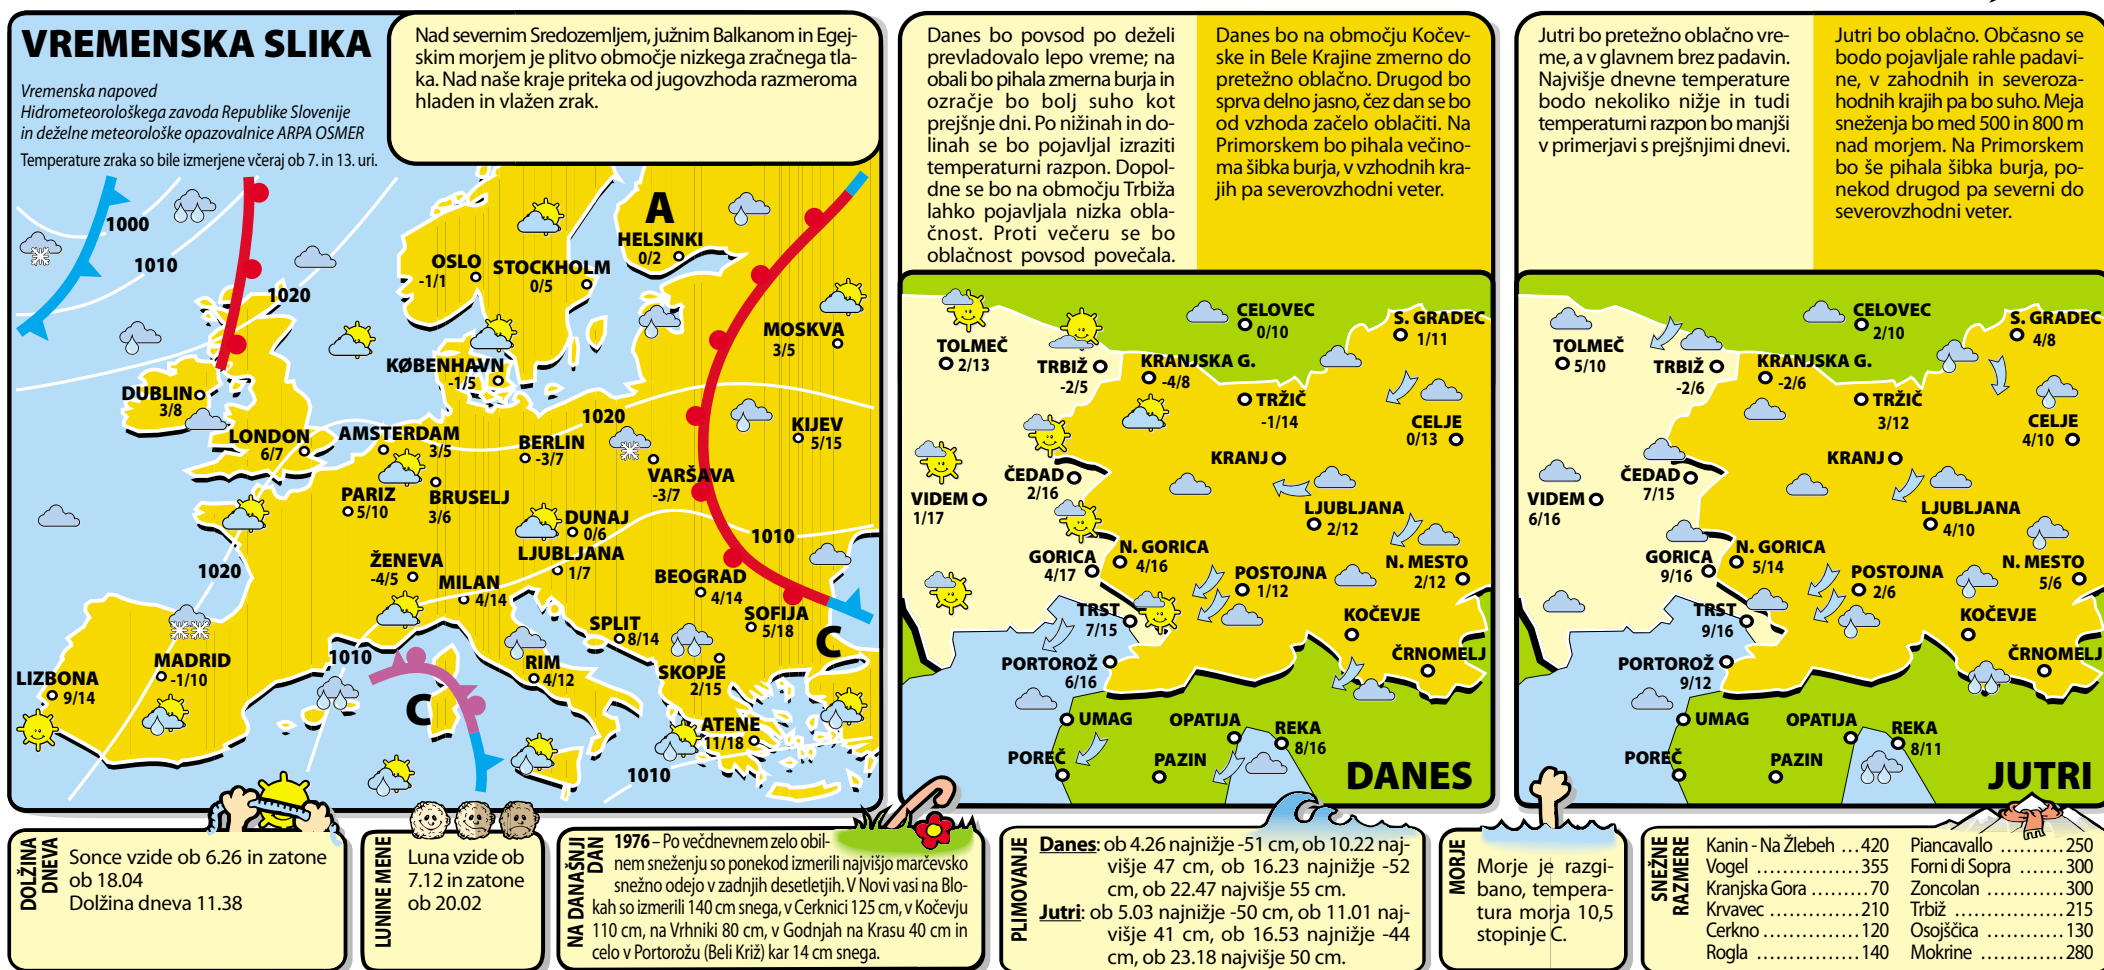 VREMENSKA SLIKA
Vremenska napoved
Hidrometeorološkega zavoda Republike Slovenije
in deželne meteorološke opazovalnice ARPA OSMER
Temperature zraka so bile izmerjene včeraj ob 7. in 13. uri.
Nad severnim Sredozemljem, južnim Balkanom in Egej-
skim morjem je plitvo območje nizkega zračnega tla-
ka. Nad naše kraje priteka od jugovzhoda razmeroma
hladen in vlažen zrak.
1000
1010
1020
A
HELSINKI
0/2
OSLO
-1/1
STOCKHOLM
0/5
MOSKVA
3/5
KØBENHAVN
-1/5
DUBLIN
3/8
1020
KIJEV
5/15
LONDON
6/7
AMSTERDAM
3/5
BERLIN
-3/7
VARŠAVA
-3/7
PARIZ
5/10
BRUSELJ
3/6
DUNAJ
0/6
1010
LJUBLJANA
1/7
ŽENEVA
-4/5
1020
MILAN
4/14
BEOGRAD
4/14
SOFIJA
5/18
SPLIT
8/14
C
1010
MADRID
-1/10
LIZBONA
9/14
RIM
4/12
SKOPJE
2/15
C
ATENE
11/18
1010
Danes bo povsod po deželi
prevladovalo lepo vreme; na
obali bo pihala zmerna burja in
ozračje bo bolj suho kot
prejšnje dni. Po nižinah in do-
linah se bo pojavljal izraziti
temperaturni razpon. Dopol-
dne se bo na območju Trbiža
lahko pojavljala nizka obla-
čnost. Proti večeru se bo
oblačnost povsod povečala.
Danes bo na območju Kočev-
ske in Bele Krajine zmerno do
pretežno oblačno. Drugod bo
sprva delno jasno, čez dan se bo
od vzhoda začelo oblačiti. Na
Primorskem bo pihala večino-
ma šibka burja, v vzhodnih kra-
jih pa severovzhodni veter.
CELOVEC
0/10
S. GRADEC
1/11
TOLMEČ
2/13
TRBIŽ
-2/5
KRANJSKA G.
-4/8
TRŽIČ
-1/14
CELJE
0/13
KRANJ
ČEDAD
2/16
VIDEM
1/17
LJUBLJANA
2/12
GORICA
4/17
N. GORICA
4/16
N. MESTO
2/12
POSTOJNA
1/12
TRST
7/15
KOČEVJE
PORTOROŽ
6/16
ČRNOMELJ
UMAG
OPATIJA
REKA
8/16
POREČ
PAZIN
DANES
Jutri bo pretežno oblačno vre-
me, a v glavnem brez padavin.
Najvišje dnevne temperature
bodo nekoliko nižje in tudi
temperaturni razpon bo manjši
v primerjavi s prejšnjimi dnevi.
Jutri bo oblačno. Občasno se
bodo pojavljale rahle padavi-
ne, v zahodnih in severoza-
hodnih krajih pa bo suho. Meja
sneženja bo med 500 in 800 m
nad morjem. Na Primorskem
bo še pihala šibka burja, po-
nekod drugod pa severni do
severovzhodni veter.
CELOVEC
2/10
S. GRADEC
4/8
TOLMEČ
5/10
TRBIŽ
-2/6
KRANJSKA G.
-2/6
TRŽIČ
3/12
CELJE
4/10
KRANJ
ČEDAD
7/15
VIDEM
6/16
LJUBLJANA
4/10
GORICA
9/16
N. GORICA
5/14
N. MESTO
5/6
POSTOJNA
2/6
TRST
9/16
KOČEVJE
PORTOROŽ
9/12
ČRNOMELJ
UMAG
OPATIJA
REKA
8/11
POREČ
PAZIN
JUTRI
DOLŽINA
DNEVA
Sonce vzide ob 6.26 in zatone
ob 18.04
Dolžina dneva 11.38
LUNINE MENE
Luna vzide ob
7.12 in zatone
ob 20.02
NA DANAŠNJI
DAN
1976 – Po večdnevnem zelo obil-
nem sneženju so ponekod izmerili najvišjo marčevsko
snežno odejo v zadnjih desetletjih. V Novi vasi na Blo-
kah so izmerili 140 cm snega, v Cerknici 125 cm, v Kočevju
110 cm, na Vrhniki 80 cm, v Godnjah na Krasu 40 cm in
celo v Portorožu (Beli Križ) kar 14 cm snega.
PLIMOVANJE
Danes: ob 4.26 najnižje -51 cm, ob 10.22 naj-
višje 47 cm, ob 16.23 najnižje -52
cm, ob 22.47 najvišje 55 cm.
Jutri: ob 5.03 najnižje -50 cm, ob 11.01 naj-
višje 41 cm, ob 16.53 najnižje -44
cm, ob 23.18 najvišje 50 cm.
MORJE
Morje je razgi-
bano, tempera-
tura morja 10,5
stopinje C.
SNEŽNE
RAZMERE
Kanin - Na Žlebeh ...420
Vogel ...................355
Kranjska Gora ........70
Krvavec ...............210
Cerkno ................120
Rogla .................140
Piancavallo ..........250
Forni di Sopra .......300
Zoncolan ............300
Trbiž ...................215
Osojščica ............130
Mokrine ..............280